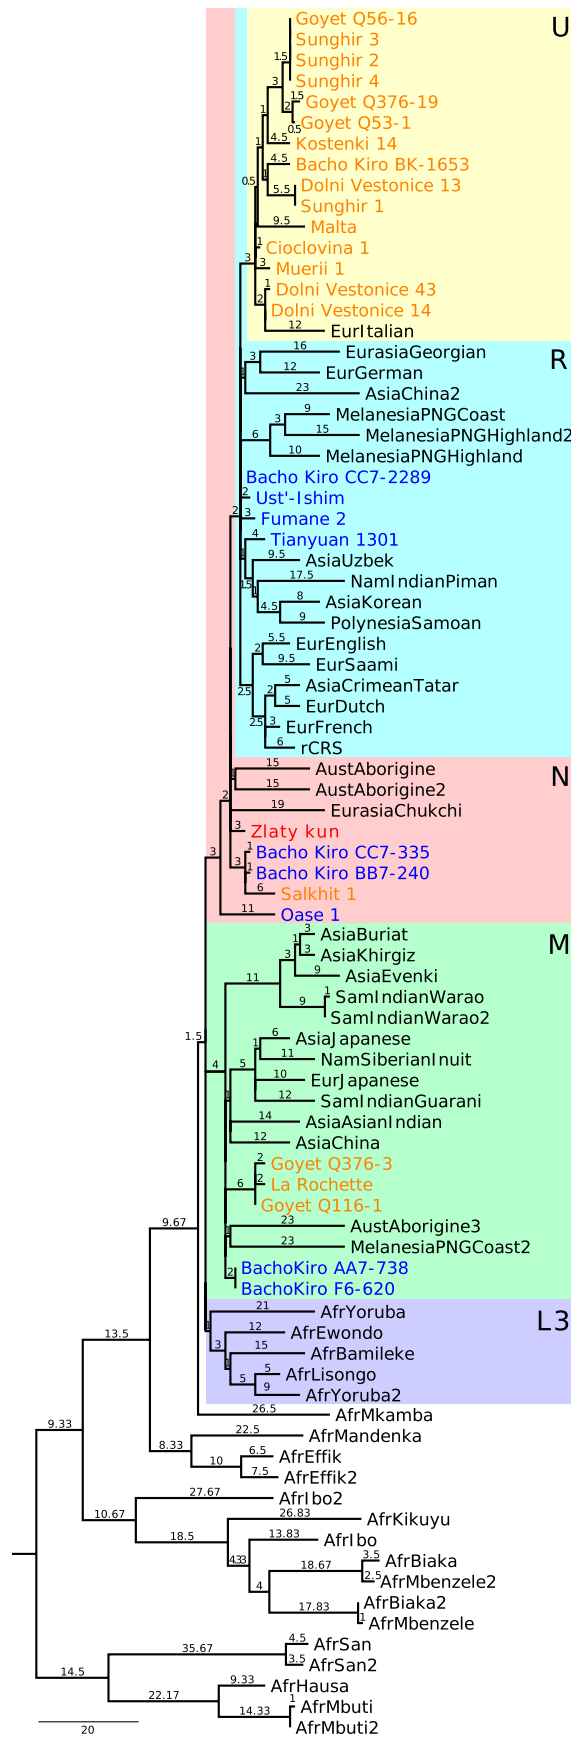 U
Goyet Q56-16
Sunghir 3
1.5
Sunghir 2
3
Sunghir 4
1.5
Goyet Q376-19
2
1
0.5
Goyet Q53-1
4.5
Kostenki 14
1
4.5
Bacho Kiro BK-1653
1
0.5
5.5
Dolni Vestonice 13
Sunghir 1
9.5
Malta
1
Cioclovina 1
3
3
Muerii 1
1
Dolni Vestonice 43
2
Dolni Vestonice 14
12
EurItalian
R
16
EurasiaGeorgian
3
12
EurGerman
1
23
AsiaChina2
9
MelanesiaPNGCoast
3
15
MelanesiaPNGHighland2
6
10
MelanesiaPNGHighland
Bacho Kiro CC7-2289
2
Ust'-Ishim
2
3
Fumane 2
4
Tianyuan 1301
1
9.5
AsiaUzbek
1.5
17.5
NamIndianPiman
1
8
AsiaKorean
4.5
9
PolynesiaSamoan
5.5
EurEnglish
2
9.5
EurSaami
2.5
5
AsiaCrimeanTatar
2
5
EurDutch
2.5
3
EurFrench
6
rCRS
N
15
AustAborigine
1
15
AustAborigine2
2
19
EurasiaChukchi
3
Zlaty kun
1
Bacho Kiro CC7-335
3
3
1
Bacho Kiro BB7-240
6
Salkhit 1
11
Oase 1
M
3
AsiaBuriat
1
3
AsiaKhirgiz
3
9
AsiaEvenki
11
1
SamIndianWarao
9
SamIndianWarao2
1.5
6
AsiaJapanese
1
11
NamSiberianInuit
4
5
10
EurJapanese
12
SamIndianGuarani
1
14
AsiaAsianIndian
12
AsiaChina
2
Goyet Q376-3
6
2
La Rochette
Goyet Q116-1
9.67
23
AustAborigine3
1
23
MelanesiaPNGCoast2
2
BachoKiro AA7-738
BachoKiro F6-620
L3
21
AfrYoruba
1
12
AfrEwondo
13.5
3
15
AfrBamileke
1
5
AfrLisongo
5
9
AfrYoruba2
26.5
AfrMkamba
9.33
22.5
AfrMandenka
8.33
6.5
AfrEffik
10
7.5
AfrEffik2
27.67
AfrIbo2
10.67
26.83
AfrKikuyu
18.5
13.83
AfrIbo
4.33
3.5
AfrBiaka
18.67
2.5
AfrMbenzele2
4
AfrBiaka2
17.83
1
AfrMbenzele
4.5
AfrSan
35.67
3.5
AfrSan2
14.5
9.33
AfrHausa
22.17
1
AfrMbuti
14.33
AfrMbuti2
20